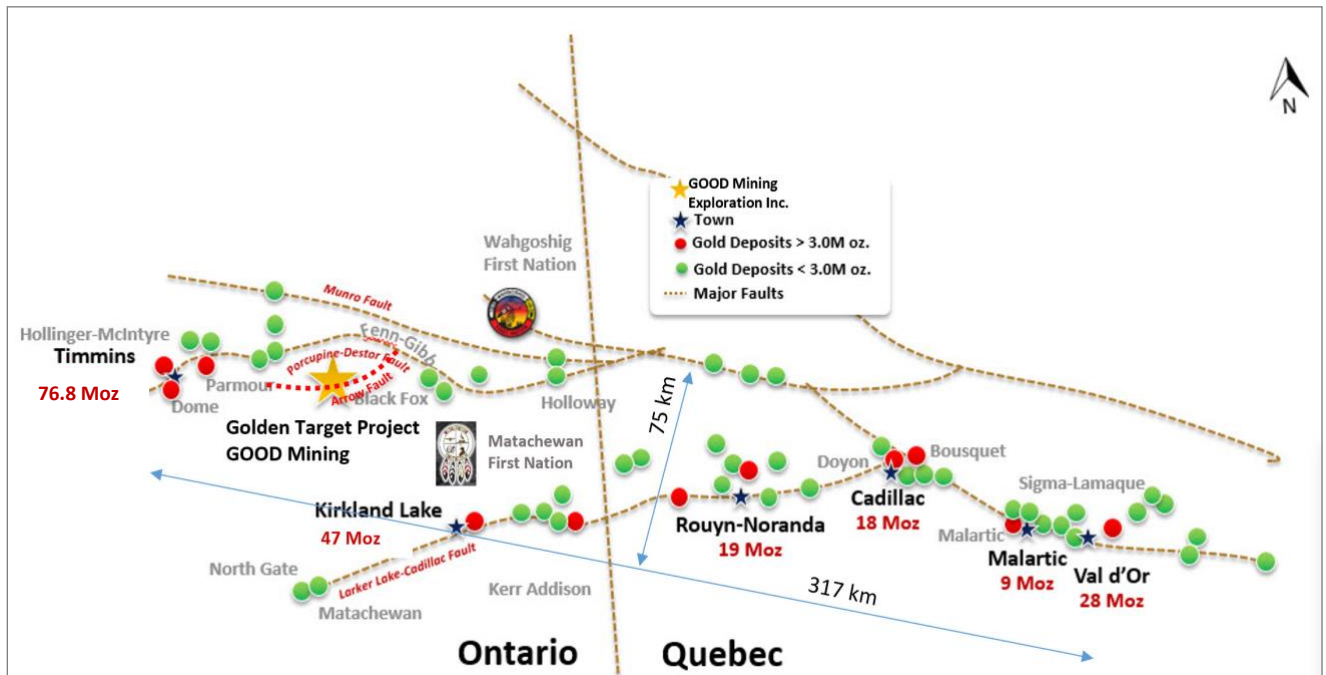 N
GOOD Mining
Exploration Inc.
Town
Gold Deposits > 3.0M oz.
Gold Deposits < 3.0M oz.
Major Faults
Wahgoshig
First Nation
Munro Fault
Hollinger-McIntyre
Timmins
76.8 Moz
Fenn-Gibb
Porcupine-Destor Fault
Parmour
Arrow Fault
Black Fox
Dome
Holloway
Golden Target Project
GOOD Mining
75 km
Matachewan
First Nation
Doyon
Bousquet
Cadillac
18 Moz
Sigma-Lamaque
Kirkland Lake
47 Moz
Rouyn-Noranda
19 Moz
Malartic
Malartic
9 Moz
Val d'Or
28 Moz
North Gate
Larker Lake-Cadillac Fault
Matachewan
Kerr Addison
317 km
Ontario
Quebec